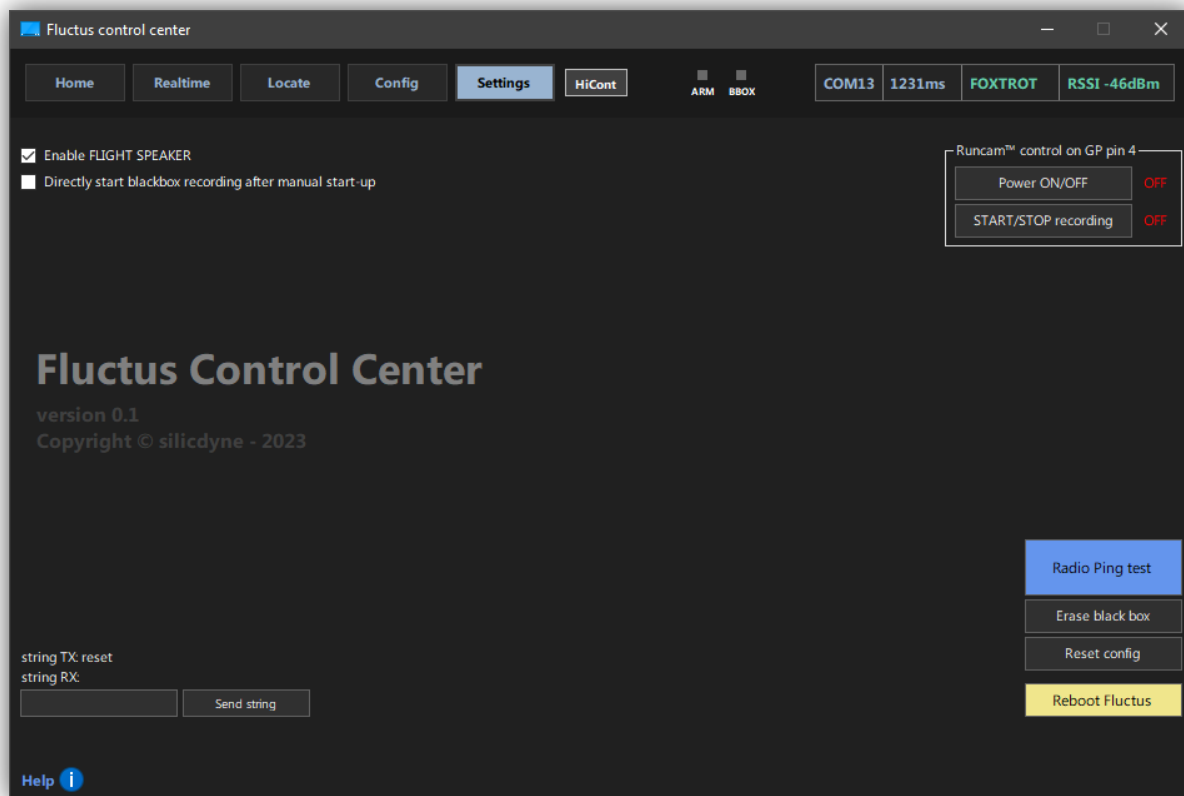 Fluctus control center
Home Realtime Locate Config Settings HiCont ARM BBOX COM13 1231ms FOXTROT RSSI -46dBm
Enable FLIGHT SPEAKER
Directly start blackbox recording after manual start-up
Runcam™ control on GP pin 4
Power ON/OFF OFF
START/STOP recording OFF
Fluctus Control Center
version 0.1
Copyright © silicdyne - 2023
Radio Ping test
Erase black box
Reset config
Reboot Fluctus
string TX: reset
string RX:
Send string
Help i